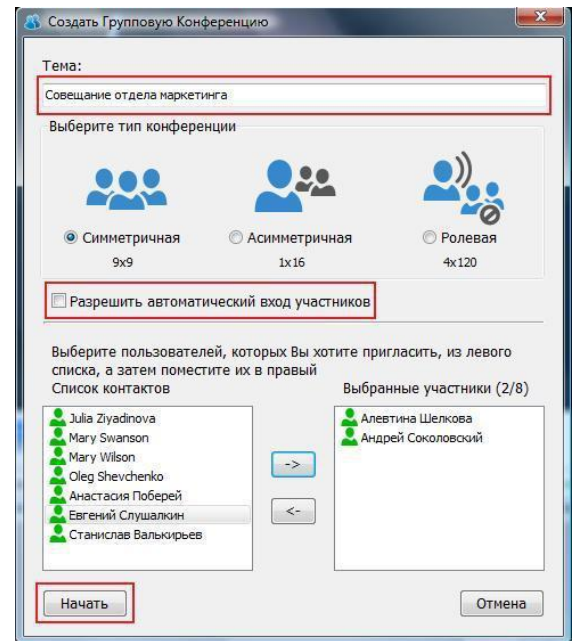 Создать Групповую Конференцию
Тема:
Совещание отдела маркетинга
Выберите тип конференции
Симметричная
Асимметричная
Ролевая
9x9
1x16
4x120
Разрешить автоматический вход участников
Выберите пользователей, которых Вы хотите пригласить, из левого
списка, а затем поместите их в правый
Список контактов
Julia Ziyadinova
Mary Swanson
Mary Wilson
Oleg Shevchenko
Анастасия Поберей
Евгений Слушалкин
Станислав Валькирьев
->
<-
Выбранные участники (2/8)
Алевтина Шелкова
Андрей Соколовский
Начать
Отмена